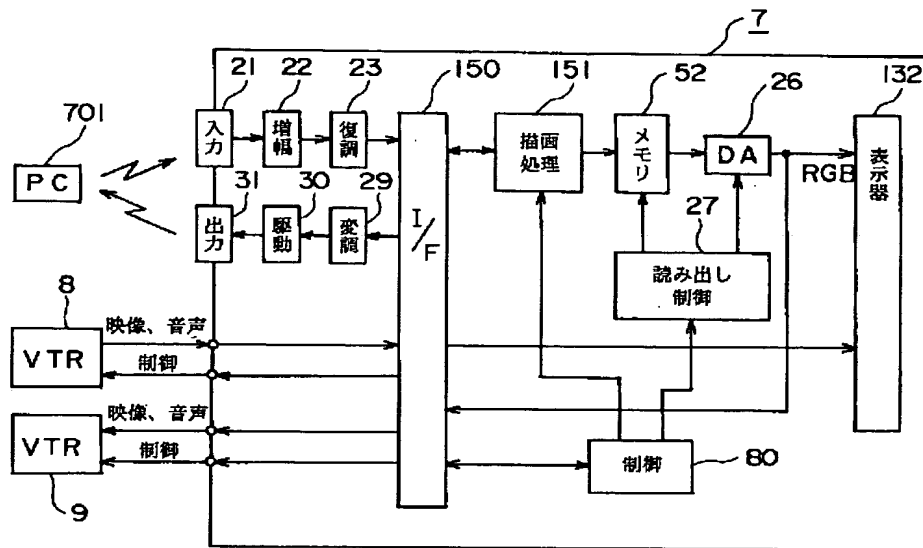 7
21
22
23
150
151
52
26
132
701
PC
入力
増幅
復調
I/F
描画
処理
メモリ
DA
RGB
表示器
31
30
29
出力
駆動
変調
27
読み出し
制御
8
VTR
映像、音声
制御
映像、音声
VTR
制御
9
制御
80